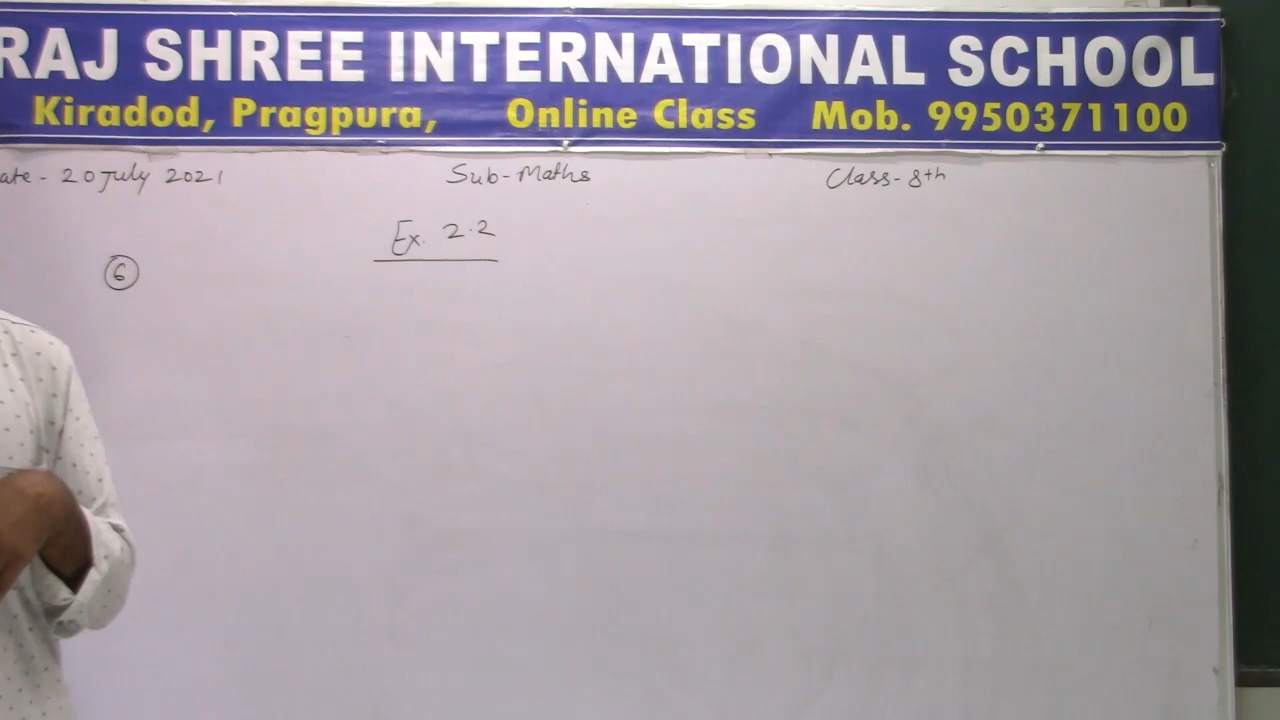 RAJ SHREE INTERNATIONAL SCHOOL
Kiradod, Pragpura, Online Class Mob. 9950371100
ate - 20 July 2021 Sub-Maths Class-8th
Ex. 2.2
6